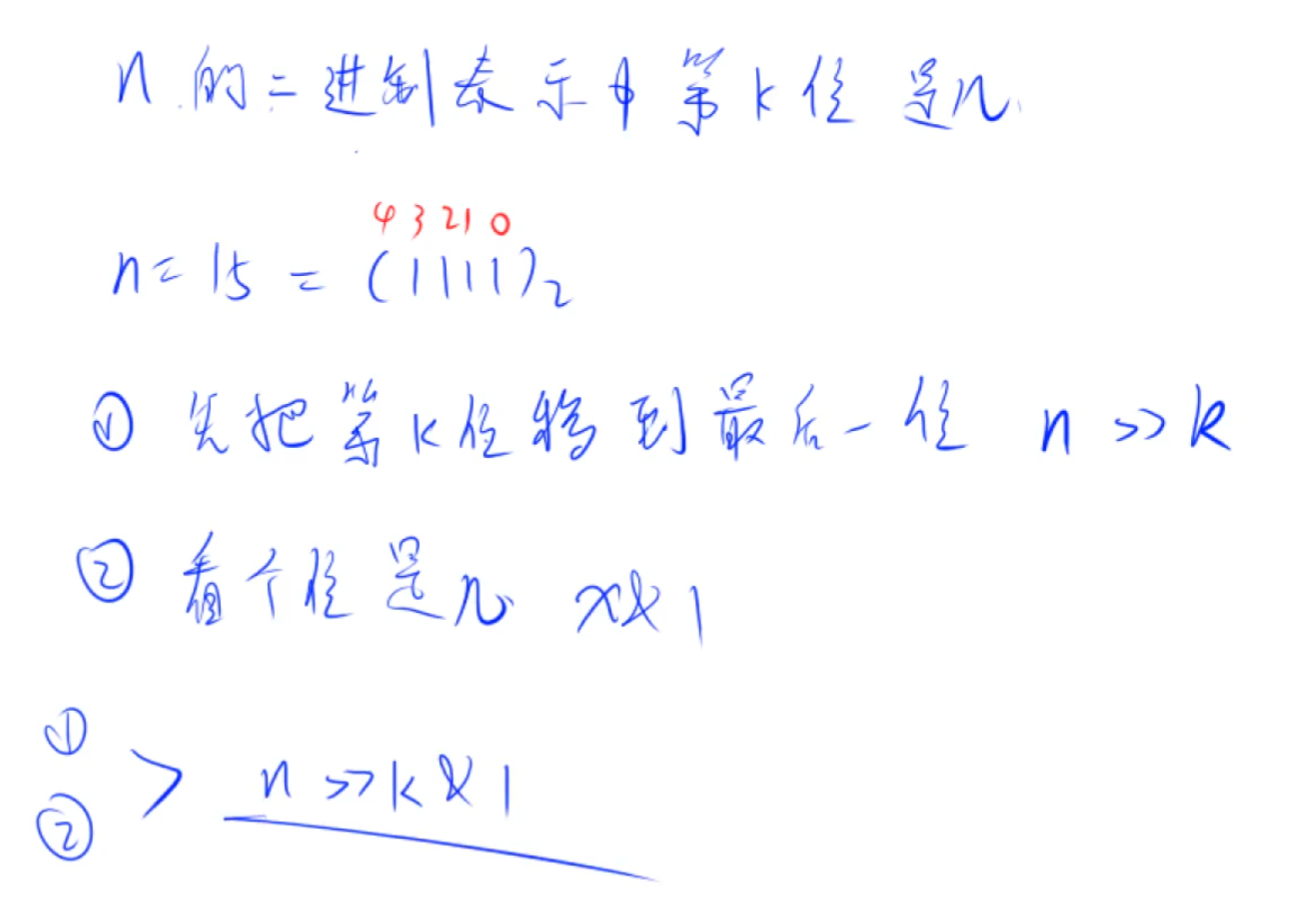 n的二进制表示中第k位是几
4 3 2 1 0
n=15=(1111)₂
① 先把第k位移到最后一位 n>>k
② 看个位是几 x&1
①
② > n>>k&1